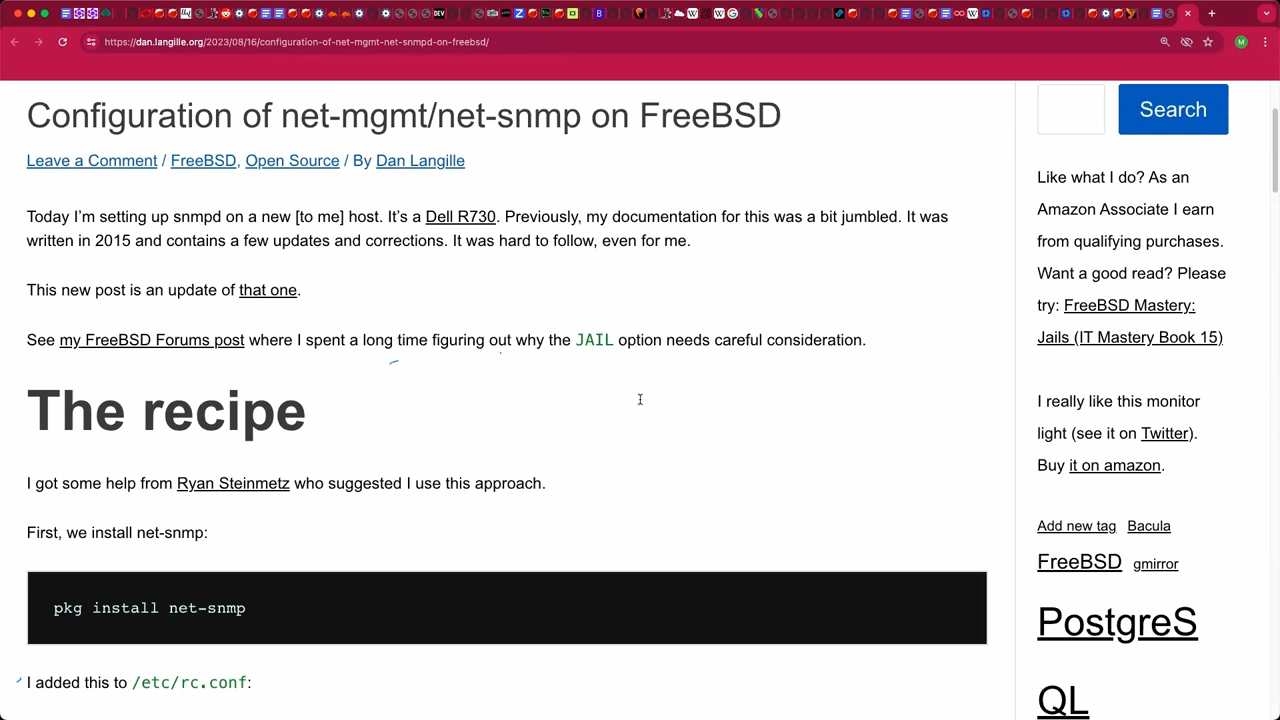 https://dan.langille.org/2023/08/16/configuration-of-net-mgmt-net-snmpd-on-freebsd/
M
Configuration of net-mgmt/net-snmp on FreeBSD
Leave a Comment / FreeBSD, Open Source / By Dan Langille
Today I’m setting up snmpd on a new [to me] host. It’s a Dell R730. Previously, my documentation for this was a bit jumbled. It was
written in 2015 and contains a few updates and corrections. It was hard to follow, even for me.
This new post is an update of that one.
See my FreeBSD Forums post where I spent a long time figuring out why the JAIL option needs careful consideration.
The recipe
I got some help from Ryan Steinmetz who suggested I use this approach.
First, we install net-snmp:
pkg install net-snmp
I added this to /etc/rc.conf:
Search
Like what I do? As an
Amazon Associate I earn
from qualifying purchases.
Want a good read? Please
try: FreeBSD Mastery:
Jails (IT Mastery Book 15)
I really like this monitor
light (see it on Twitter).
Buy it on amazon.
Add new tag Bacula
FreeBSD gmirror
PostgreS
QL